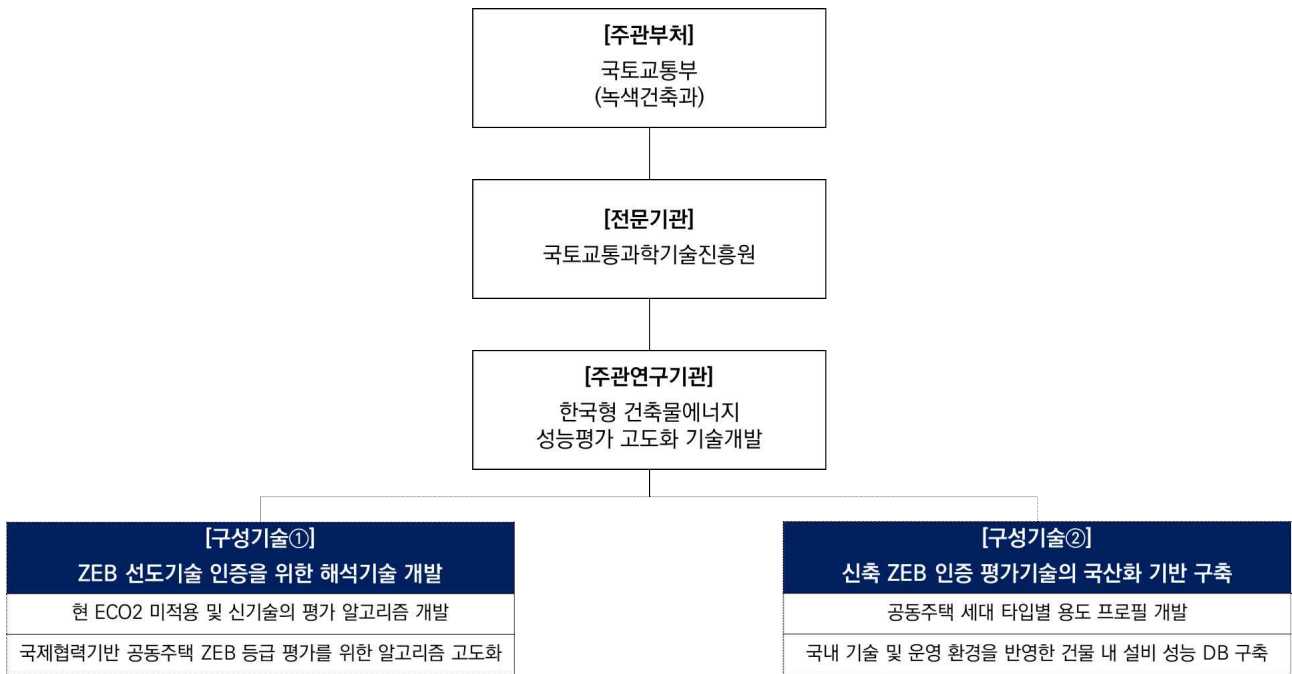 [주관부처]
국토교통부
(녹색건축과)
[전문기관]
국토교통과학기술진흥원
[주관연구기관]
한국형 건축물에너지
성능평가 고도화 기술개발
[구성기술①]
ZEB 선도기술 인증을 위한 해석기술 개발
현 ECO2 미적용 및 신기술의 평가 알고리즘 개발
국제협력기반 공동주택 ZEB 등급 평가를 위한 알고리즘 고도화
[구성기술②]
신축 ZEB 인증 평가기술의 국산화 기반 구축
공동주택 세대 타입별 용도 프로필 개발
국내 기술 및 운영 환경을 반영한 건물 내 설비 성능 DB 구축